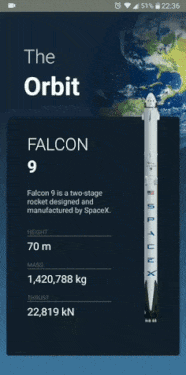 51% 22:36
The
Orbit
FALCON
9
Falcon 9 is a two-stage
rocket designed and
manufactured by SpaceX.
HEIGHT
70 m
MASS
1,420,788 kg
THRUST
22,819 kN
SPACEX